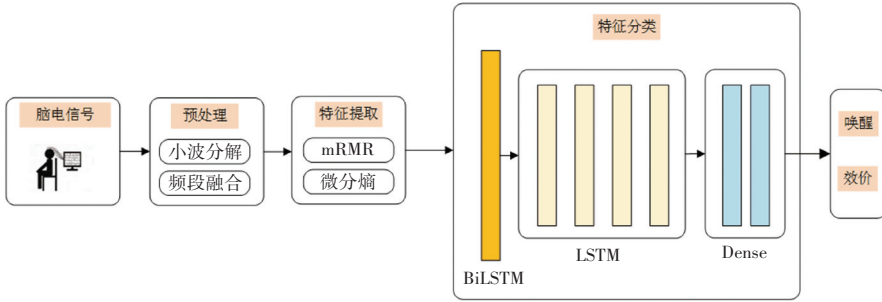 脑电信号
预处理
小波分解
频段融合
特征提取
mRMR
微分熵
特征分类
BiLSTM
LSTM
Dense
唤醒
效价